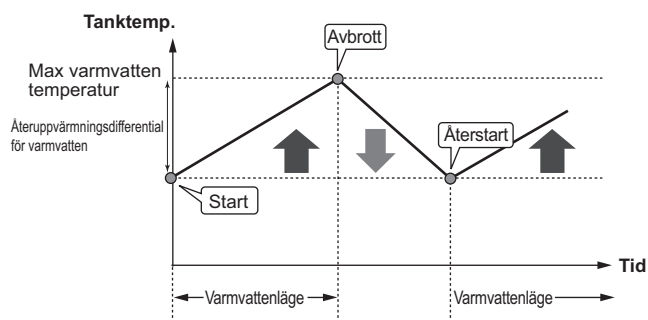 Tanktemp.
Avbrott
Max varmvatten
temperatur
Återuppvärmningsdifferential
för varmvatten
Återstart
Start
Tid
Varmvattenläge
Varmvattenläge